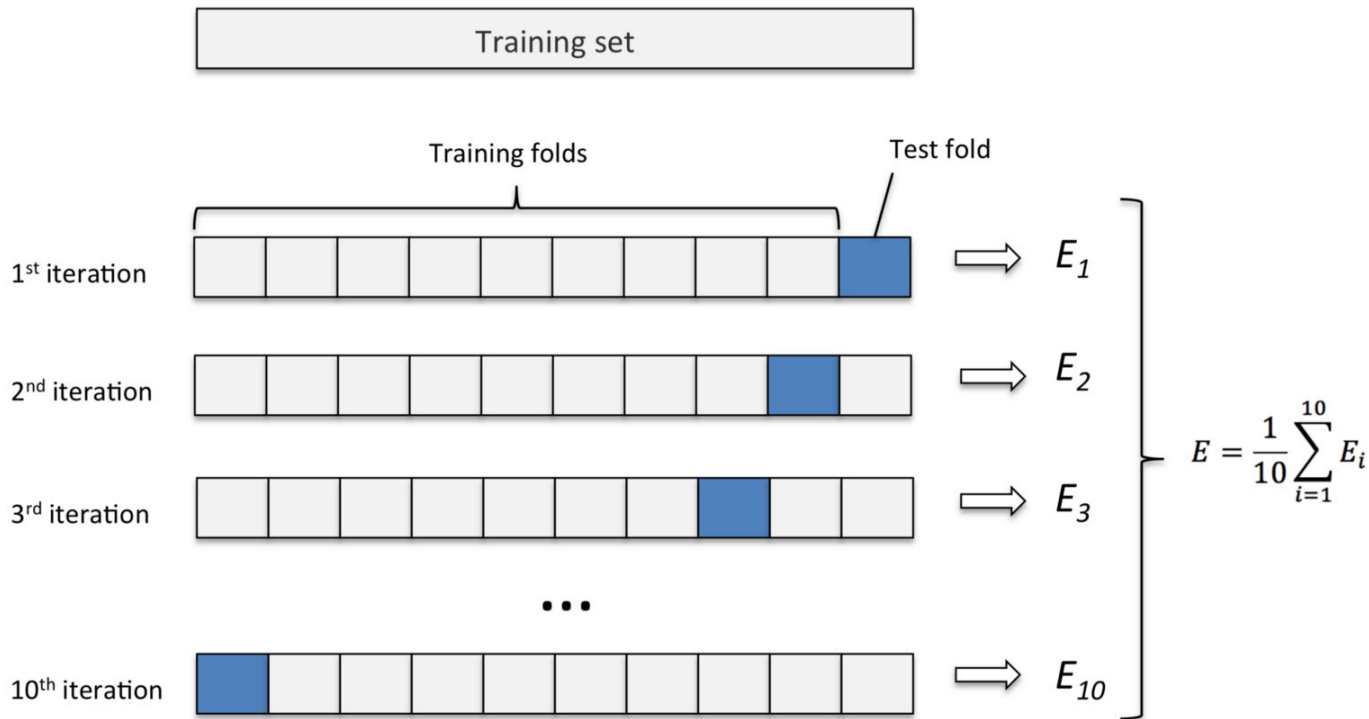 Training set
Training folds
Test fold
1st iteration
E1
2nd iteration
E2
3rd iteration
E3
E = 1/10 ∑_{i=1}^{10} Ei
...
10th iteration
E10